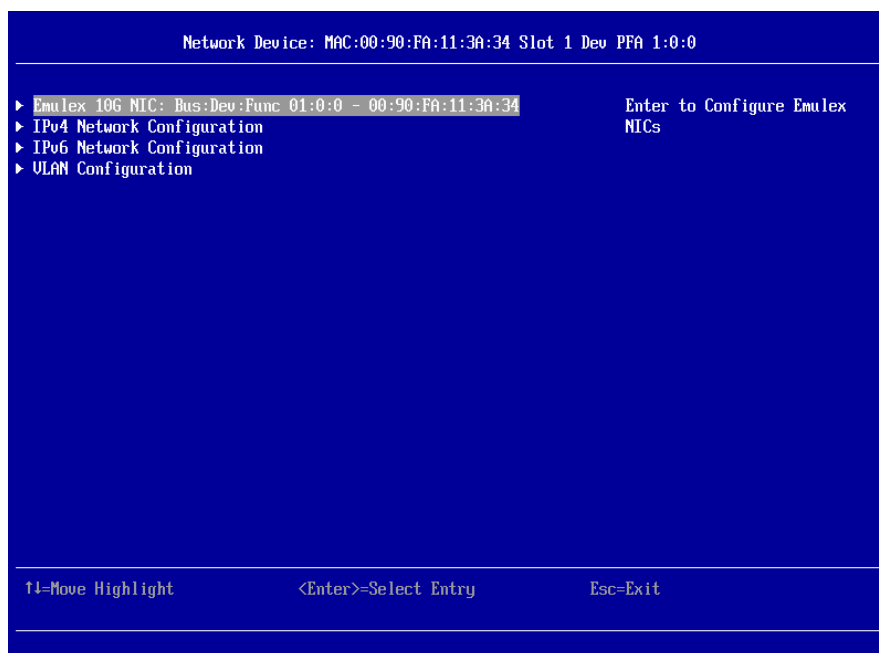 Network Device: MAC:00:90:FA:11:3A:34 Slot 1 Dev PFA 1:0:0
▶ Emulex 10G NIC: Bus:Dev:Func 01:0:0 - 00:90:FA:11:3A:34
▶ IPv4 Network Configuration
▶ IPv6 Network Configuration
▶ VLAN Configuration
Enter to Configure Emulex
NICs
↑↓=Move Highlight <Enter>=Select Entry Esc=Exit